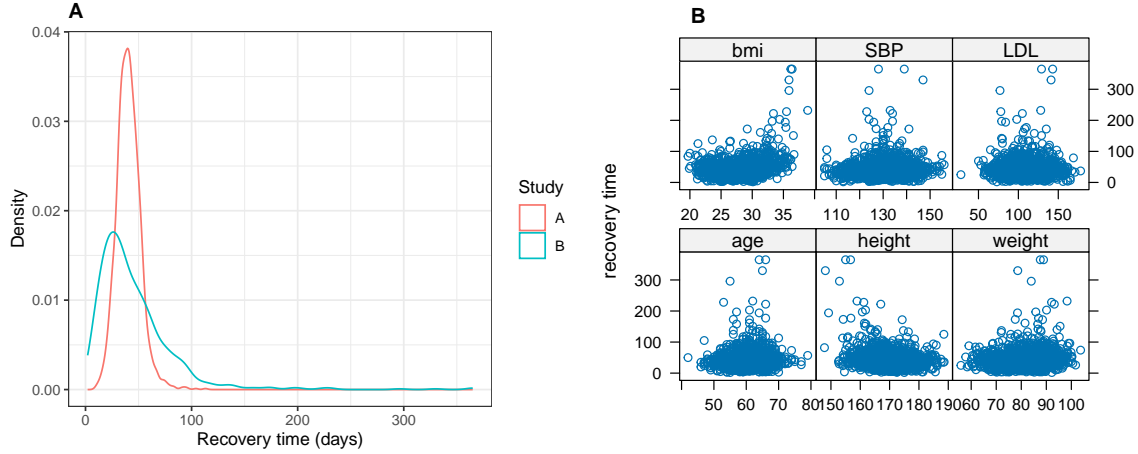 A
0.04
0.03
0.02
0.01
0.00
Density
0 100 200 300
Recovery time (days)
Study
A
B
B
bmi SBP LDL
300
200
100
0
20 25 30 35 110 130 150 50 100 150
age height weight
300
200
100
0
recovery time
50 60 70 80 150 160 170 180 190 60 70 80 90 100